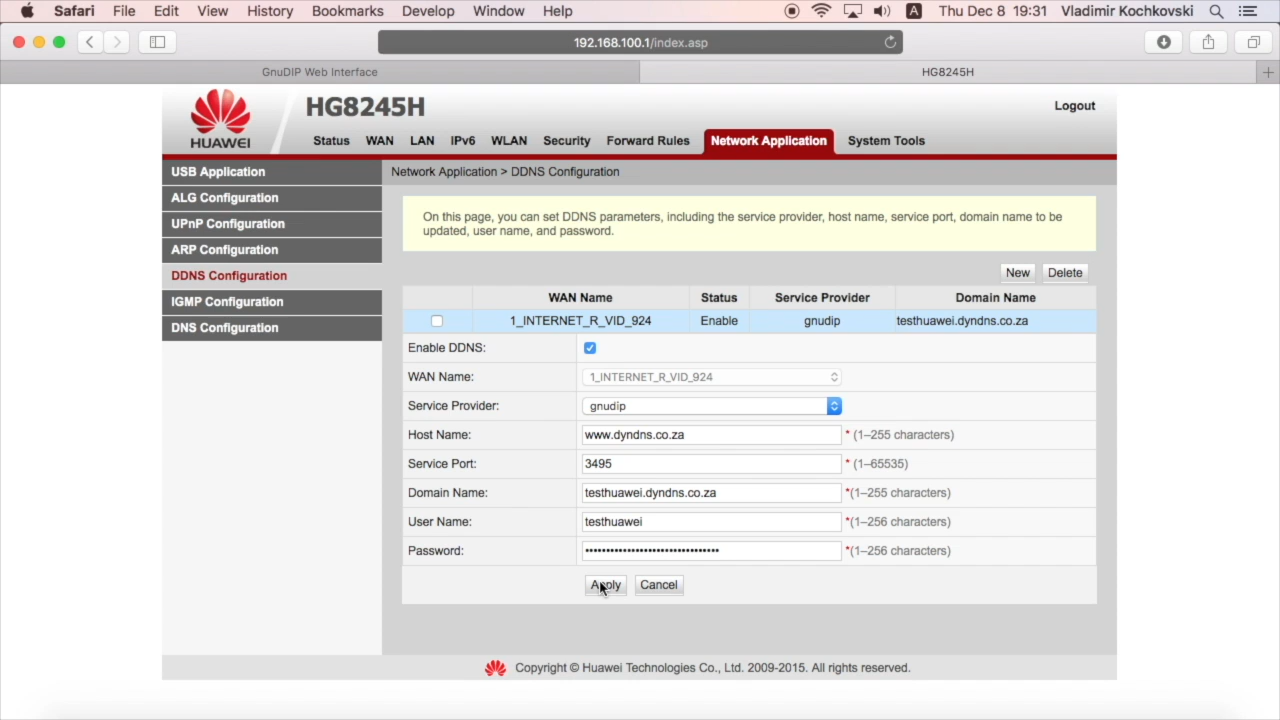 Safari File Edit View History Bookmarks Develop Window Help A Thu Dec 8 19:31 Vladimir Kochkovski
192.168.100.1/index.asp
GnuDIP Web Interface HG8245H
HUAWEI HG8245H Logout
Status WAN LAN IPv6 WLAN Security Forward Rules Network Application System Tools
USB Application
ALG Configuration
UPnP Configuration
ARP Configuration
DDNS Configuration
IGMP Configuration
DNS Configuration
Network Application > DDNS Configuration
On this page, you can set DDNS parameters, including the service provider, host name, service port, domain name to be
updated, user name, and password.
New Delete
WAN Name Status Service Provider Domain Name
1_INTERNET_R_VID_924 Enable gnudip testhuawei.dyndns.co.za
Enable DDNS:
WAN Name: 1_INTERNET_R_VID_924
Service Provider: gnudip
Host Name: www.dyndns.co.za * (1–255 characters)
Service Port: 3495 * (1–65535)
Domain Name: testhuawei.dyndns.co.za *(1–255 characters)
User Name: testhuawei *(1–256 characters)
Password: •••••••••••••••••••••••••••••••• *(1–256 characters)
Apply Cancel
HUAWEI Copyright © Huawei Technologies Co., Ltd. 2009-2015. All rights reserved.